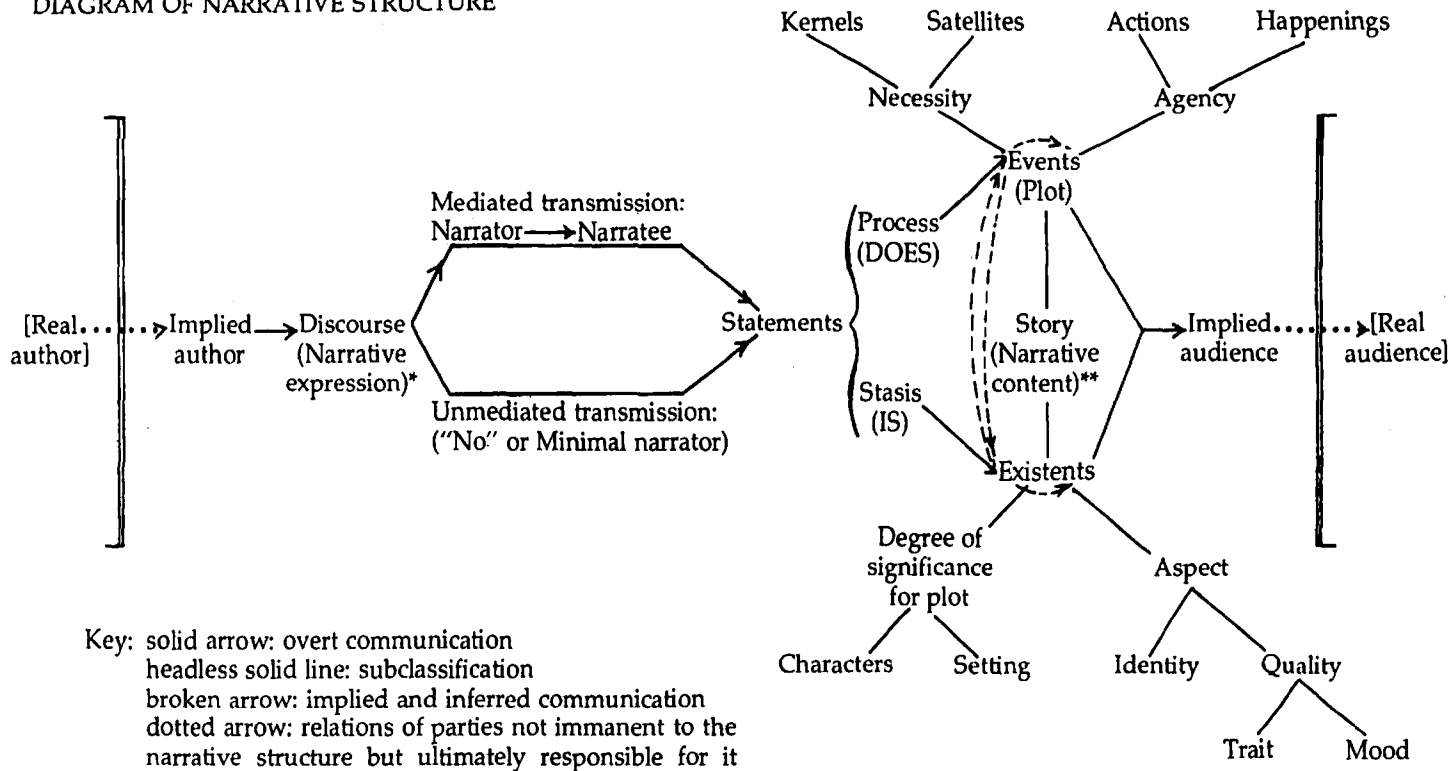 DIAGRAM OF NARRATIVE STRUCTURE
Kernels Satellites Actions Happenings
Necessity Agency
Events
(Plot)
Mediated transmission:
Narrator Narratee
Process
(DOES)
[Real
author]
Implied
author
Discourse
(Narrative
expression)*
Statements
Story
(Narrative
content)**
Implied
audience
[Real
audience]
Unmediated transmission:
("No" or Minimal narrator)
Stasis
(IS)
Existents
Degree of
significance
for plot
Aspect
Characters Setting Identity Quality
Trait Mood
Key: solid arrow: overt communication
headless solid line: subclassification
broken arrow: implied and inferred communication
dotted arrow: relations of parties not immanent to the
narrative structure but ultimately responsible for it